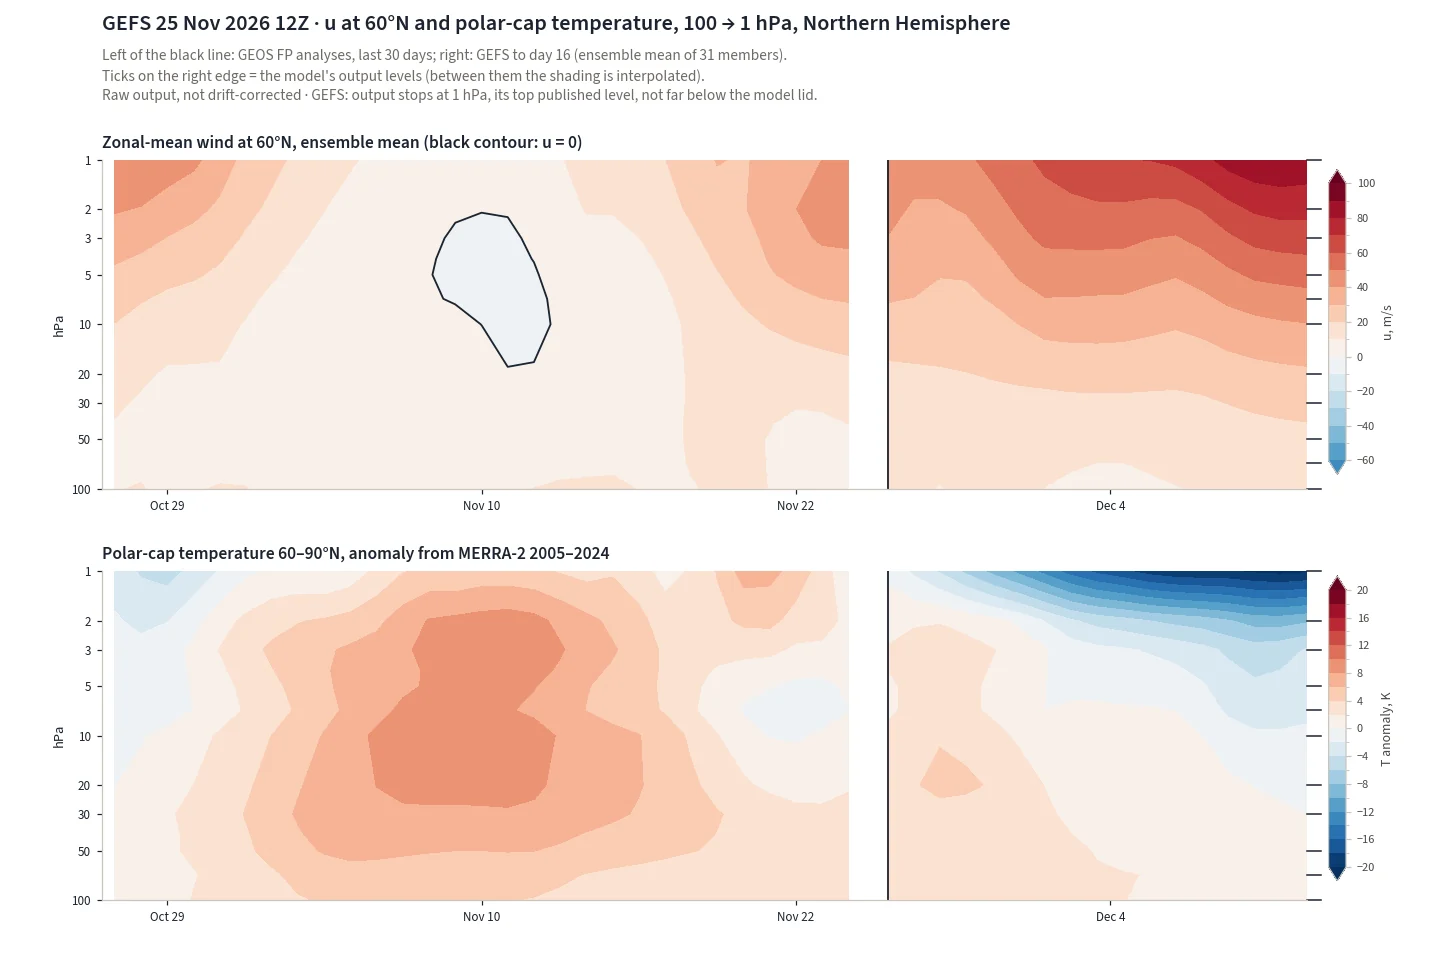 GEFS 25 Nov 2026 12Z · u at 60°N and polar-cap temperature, 100 → 1 hPa, Northern Hemisphere
Left of the black line: GEOS FP analyses, last 30 days; right: GEFS to day 16 (ensemble mean of 31 members).
Ticks on the right edge = the model's output levels (between them the shading is interpolated).
Raw output, not drift-corrected · GEFS: output stops at 1 hPa, its top published level, not far below the model lid.
Zonal-mean wind at 60°N, ensemble mean (black contour: u = 0)
1
2
3
5
10
20
30
50
100
hPa
Oct 29
Nov 10
Nov 22
Dec 4
100
80
60
40
20
0
−20
−40
−60
u, m/s
Polar-cap temperature 60–90°N, anomaly from MERRA-2 2005–2024
1
2
3
5
10
20
30
50
100
hPa
Oct 29
Nov 10
Nov 22
Dec 4
20
16
12
8
4
0
−4
−8
−12
−16
−20
T anomaly, K